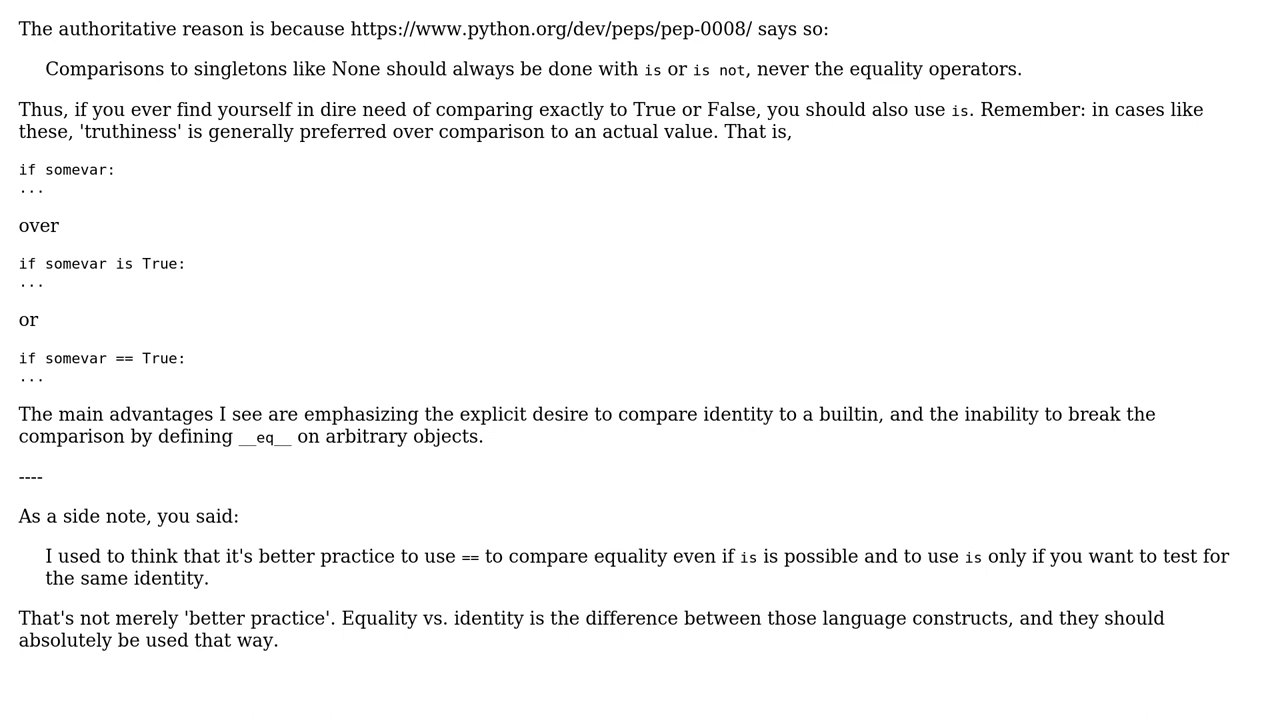 The authoritative reason is because https://www.python.org/dev/peps/pep-0008/ says so:
Comparisons to singletons like None should always be done with is or is not, never the equality operators.
Thus, if you ever find yourself in dire need of comparing exactly to True or False, you should also use is. Remember: in cases like
these, 'truthiness' is generally preferred over comparison to an actual value. That is,
if somevar:
...
over
if somevar is True:
...
or
if somevar == True:
...
The main advantages I see are emphasizing the explicit desire to compare identity to a builtin, and the inability to break the
comparison by defining __eq__ on arbitrary objects.
----
As a side note, you said:
I used to think that it's better practice to use == to compare equality even if is is possible and to use is only if you want to test for
the same identity.
That's not merely 'better practice'. Equality vs. identity is the difference between those language constructs, and they should
absolutely be used that way.